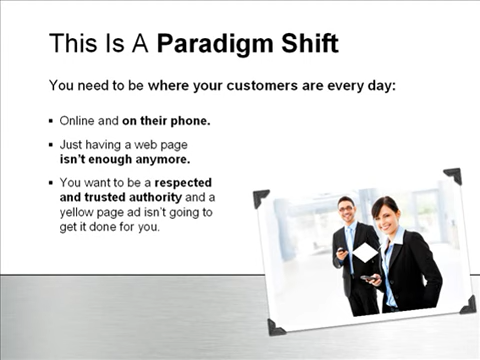 This Is A Paradigm Shift
You need to be where your customers are every day:
▪ Online and on their phone.
▪ Just having a web page
isn't enough anymore.
▪ You want to be a respected
and trusted authority and a
yellow page ad isn't going to
get it done for you.